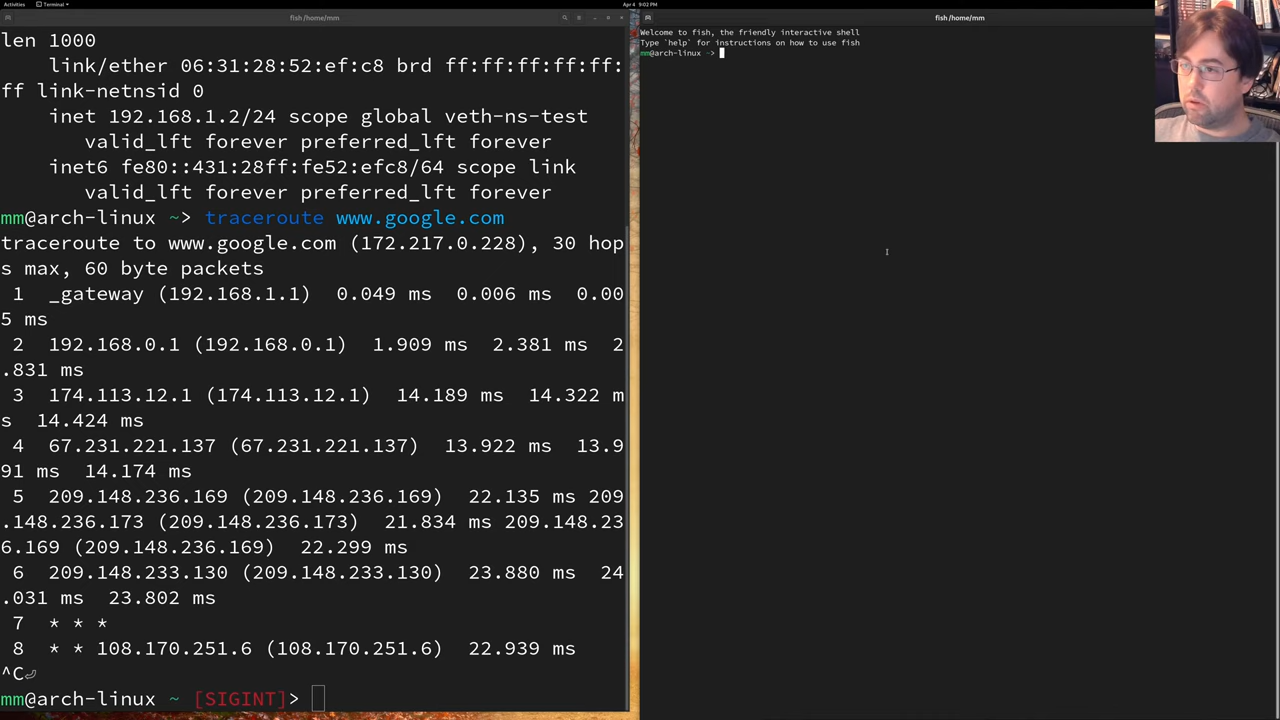 Activities
Terminal
Apr 4 9:02 PM
fish /home/mm
len 1000
link/ether 06:31:28:52:ef:c8 brd ff:ff:ff:ff:ff:
ff link-netnsid 0
inet 192.168.1.2/24 scope global veth-ns-test
valid_lft forever preferred_lft forever
inet6 fe80::431:28ff:fe52:efc8/64 scope link
valid_lft forever preferred_lft forever
mm@arch-linux ~> traceroute www.google.com
traceroute to www.google.com (172.217.0.228), 30 hop
s max, 60 byte packets
1 _gateway (192.168.1.1) 0.049 ms 0.006 ms 0.00
5 ms
2 192.168.0.1 (192.168.0.1) 1.909 ms 2.381 ms 2
.831 ms
3 174.113.12.1 (174.113.12.1) 14.189 ms 14.322 m
s 14.424 ms
4 67.231.221.137 (67.231.221.137) 13.922 ms 13.9
91 ms 14.174 ms
5 209.148.236.169 (209.148.236.169) 22.135 ms 209
.148.236.173 (209.148.236.173) 21.834 ms 209.148.23
6.169 (209.148.236.169) 22.299 ms
6 209.148.233.130 (209.148.233.130) 23.880 ms 24
.031 ms 23.802 ms
7 * * *
8 * * 108.170.251.6 (108.170.251.6) 22.939 ms
^C⏎
mm@arch-linux ~ [SIGINT]>
fish /home/mm
Welcome to fish, the friendly interactive shell
Type `help` for instructions on how to use fish
mm@arch-linux ~>